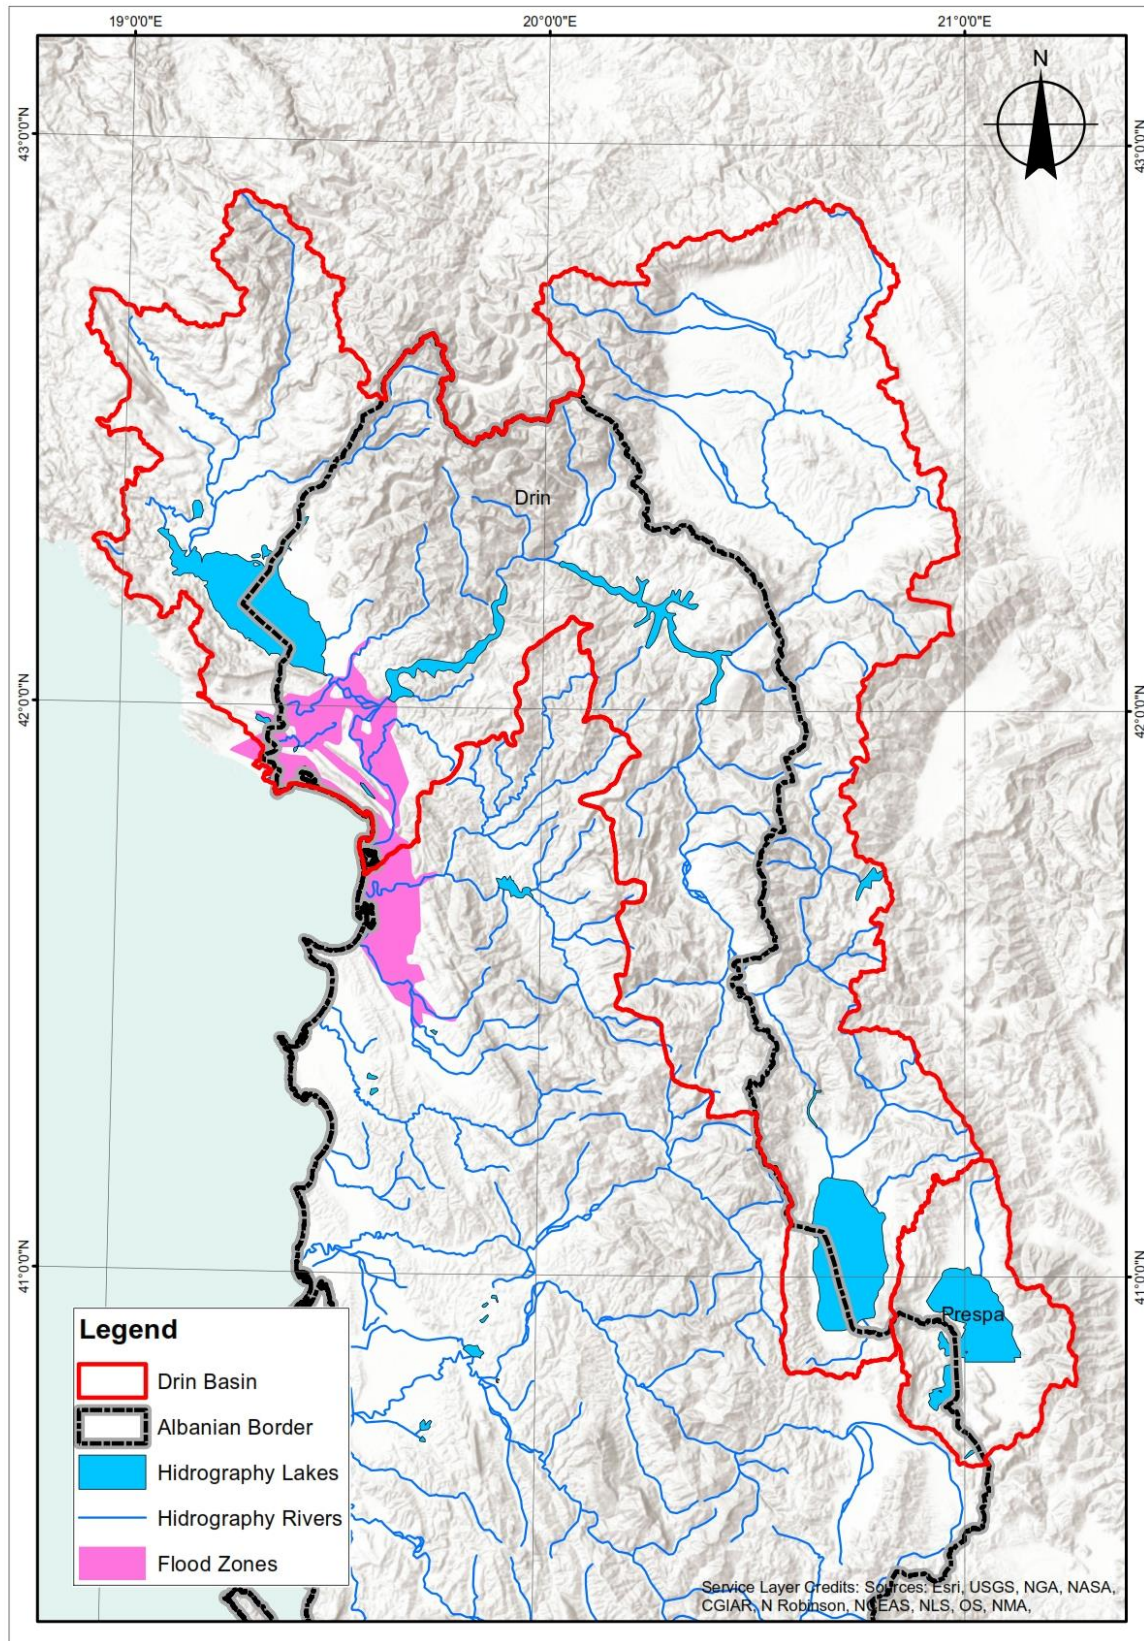 19°0'0"E
20°0'0"E
21°0'0"E
N
43°0'0"N
43°0'0"N
Drin
42°0'0"N
42°0'0"N
41°0'0"N
41°0'0"N
Prespa
Legend
Drin Basin
Albanian Border
Hidrography Lakes
Hidrography Rivers
Flood Zones
Service Layer Credits: Sources: Esri, USGS, NGA, NASA,
CGIAR, N Robinson, NCEAS, NLS, OS, NMA,